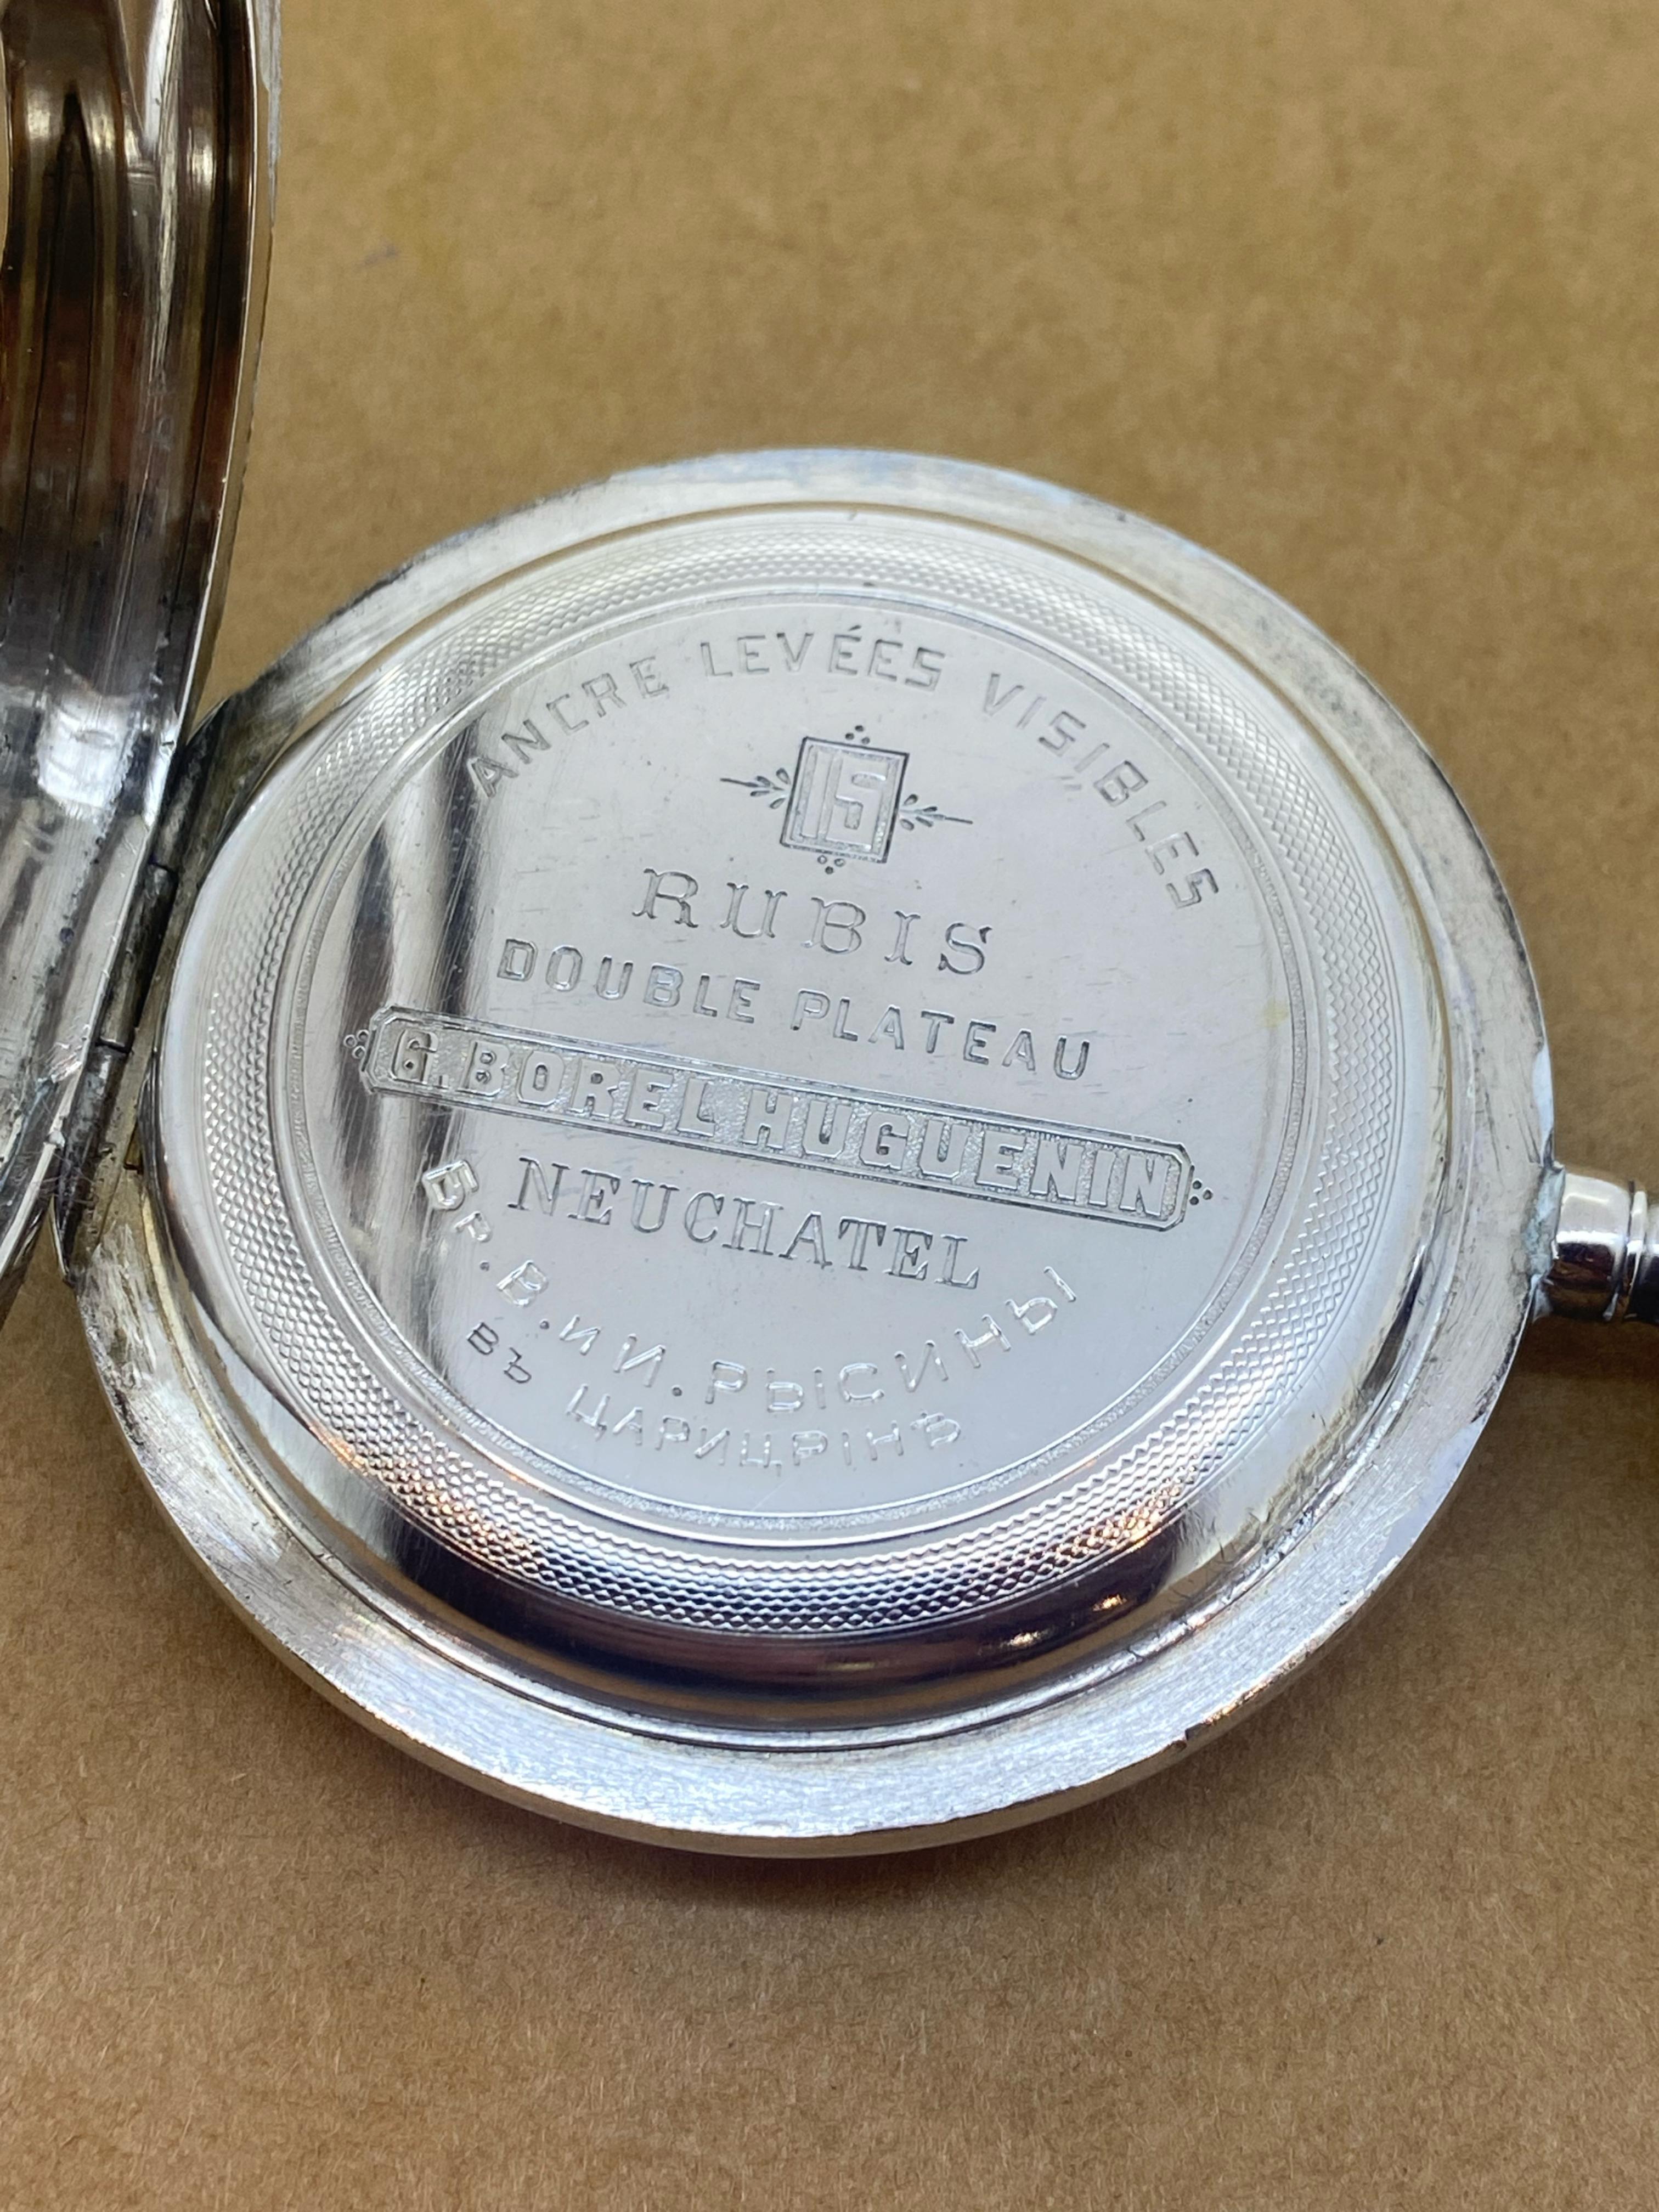 ANCRE LEVÉES VISIBLES
15
RUBIS
DOUBLE PLATEAU
G. BOREL HUGUENIN
NEUCHATEL
БР. В. И И. РЫСИНЫ
ВЪ ЦАРИЦЫНѢ